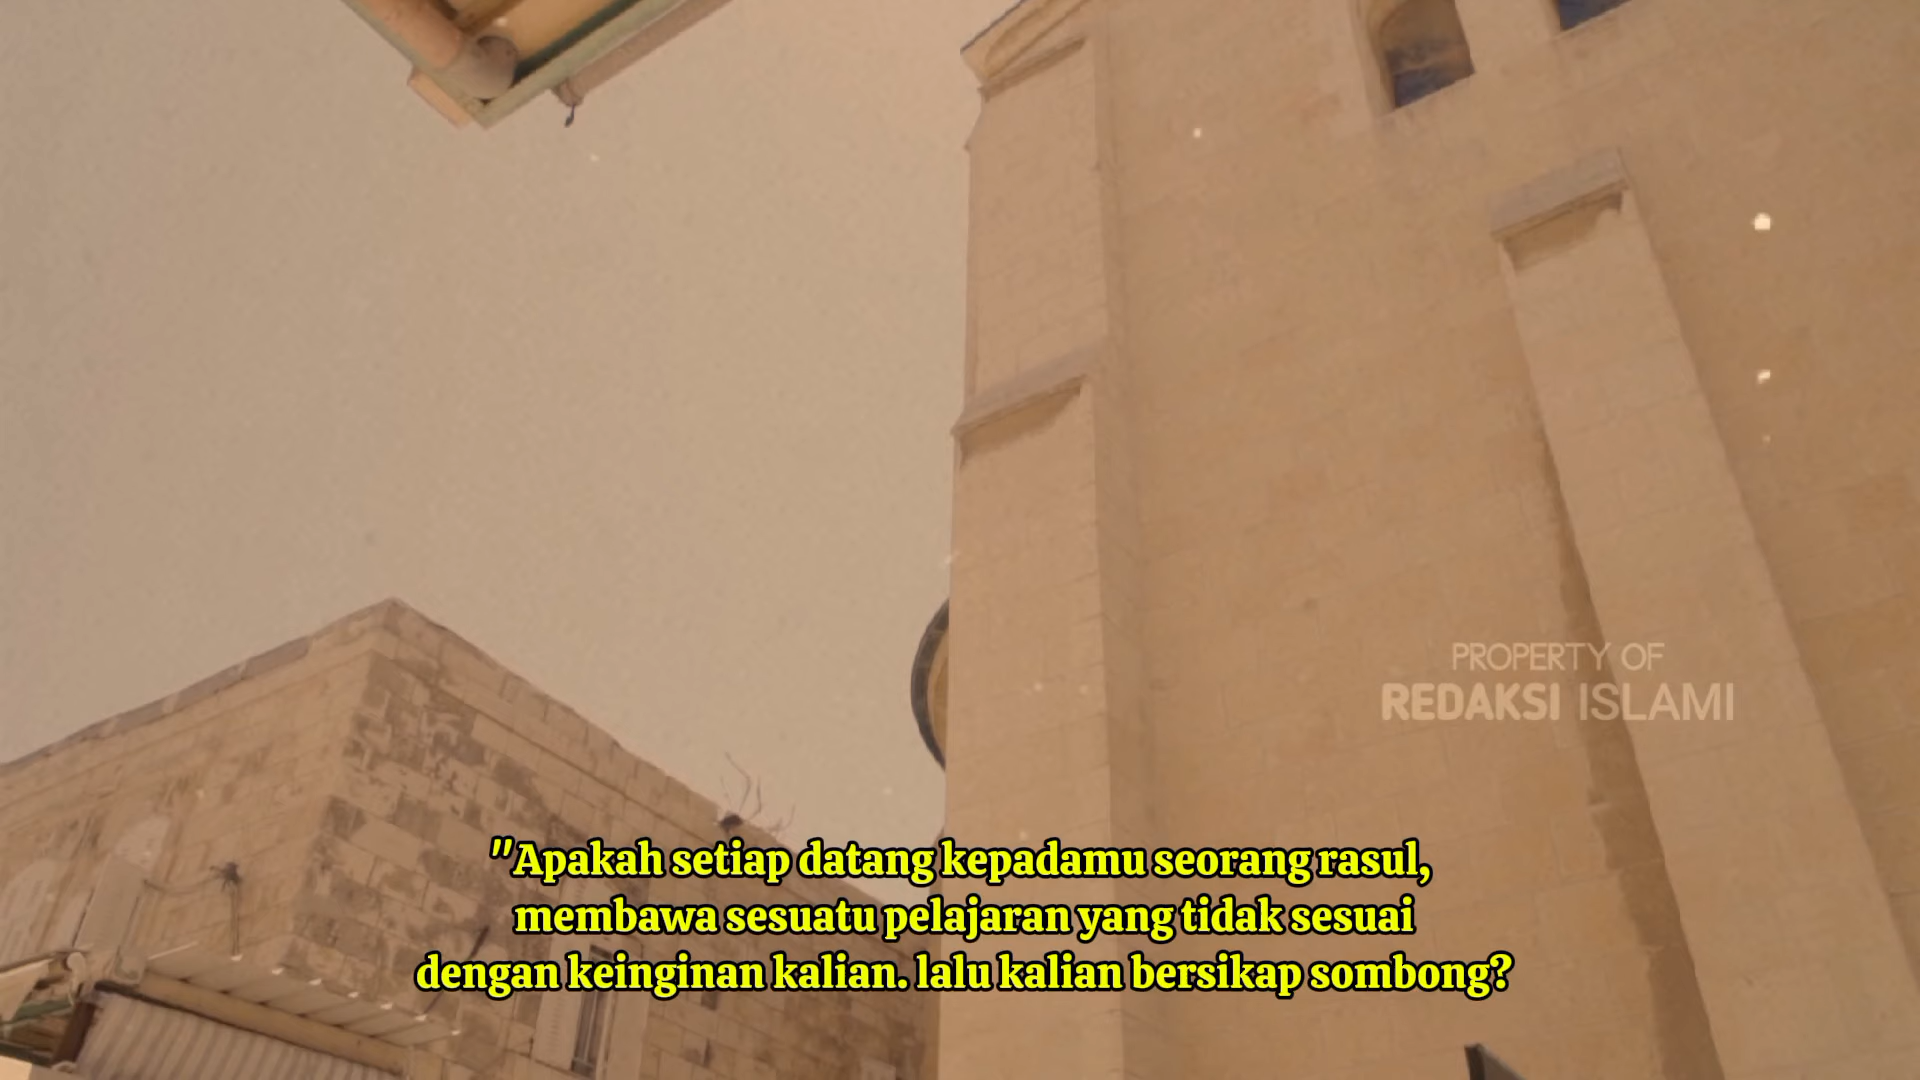 PROPERTY OF
REDAKSI ISLAMI
"Apakah setiap datang kepadamu seorang rasul,
membawa sesuatu pelajaran yang tidak sesuai
dengan keinginan kalian. lalu kalian bersikap sombong?